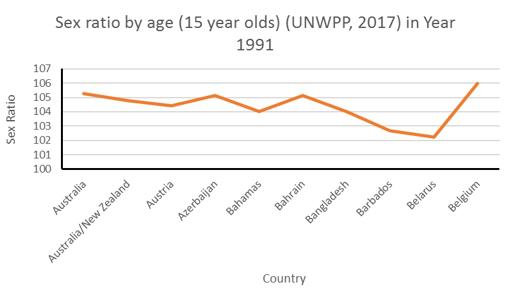 Sex ratio by age (15 year olds) (UNWPP, 2017) in Year
1991
107
106
105
104
103
102
101
100
Sex Ratio
Australia
Australia/New Zealand
Austria
Azerbaijan
Bahamas
Bahrain
Bangladesh
Barbados
Belarus
Belgium
Country